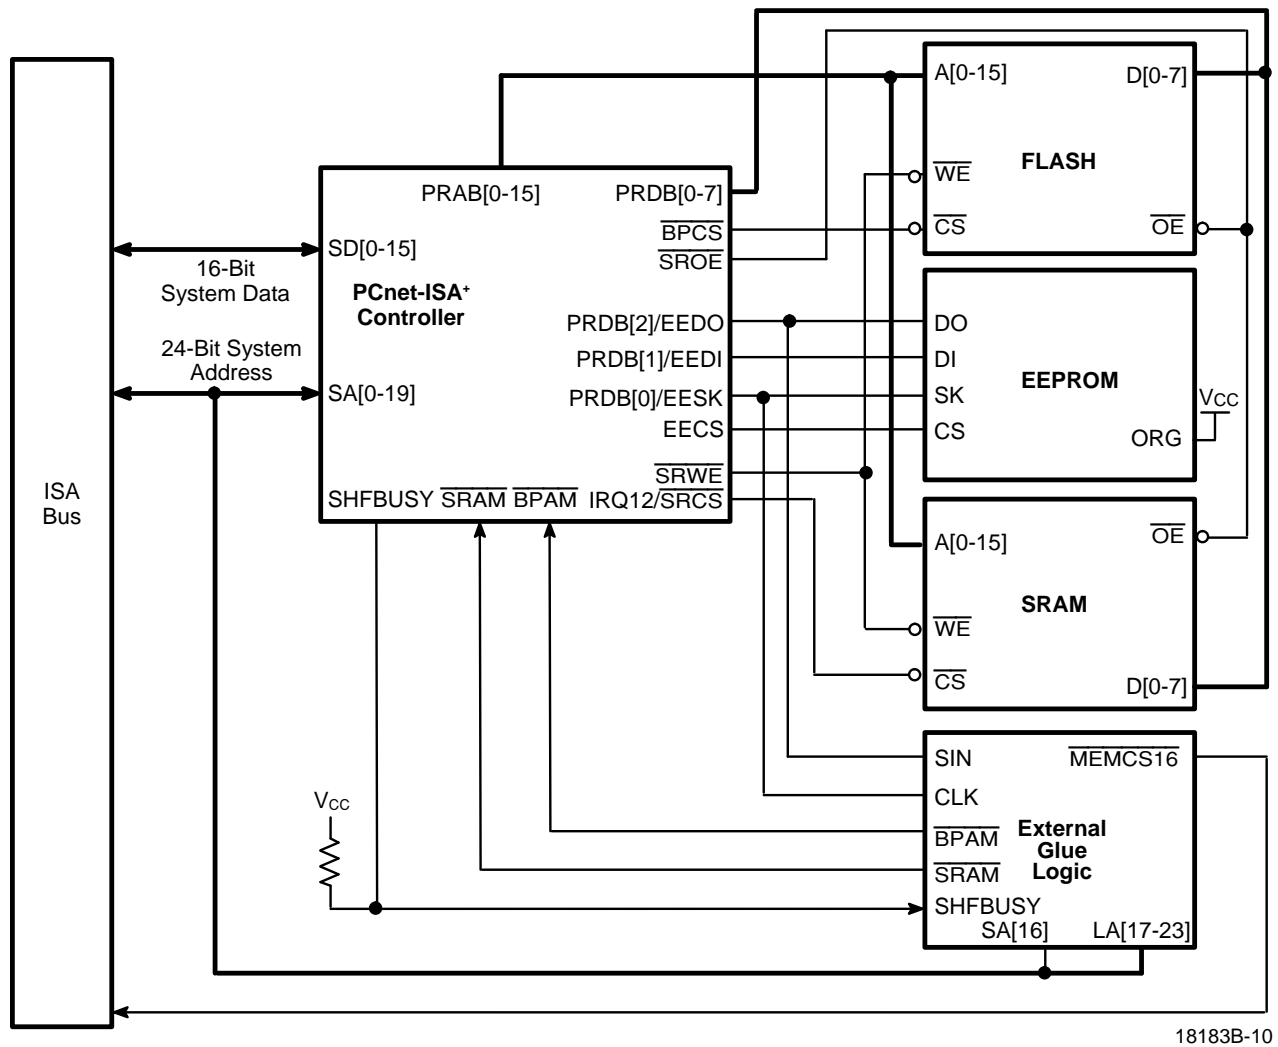 ISA
Bus
16-Bit
System Data
24-Bit System
Address
PRAB[0-15]
PRDB[0-7]
SD[0-15]
BPCS
SROE
PCnet-ISA+
Controller
PRDB[2]/EEDO
PRDB[1]/EEDI
SA[0-19]
PRDB[0]/EESK
EECS
SRWE
SHFBUSY SRAM BPAM IRQ12/SRCS
A[0-15]
D[0-7]
FLASH
WE
CS
OE
DO
DI
EEPROM
SK
CS
ORG
VCC
A[0-15]
OE
SRAM
WE
CS
D[0-7]
SIN
MEMCS16
CLK
BPAM
External
Glue
Logic
SRAM
SHFBUSY
SA[16]
LA[17-23]
VCC
18183B-10